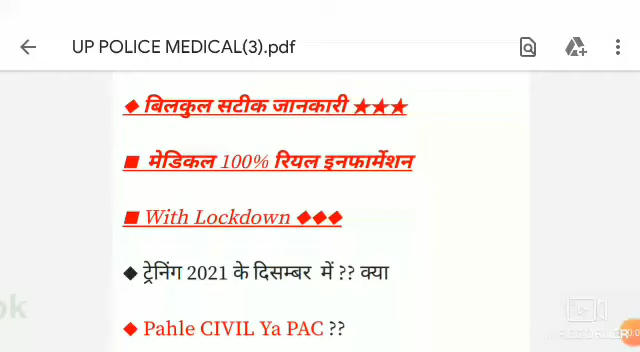 UP POLICE MEDICAL(3).pdf
◆ बिलकुल सटीक जानकारी ★★★
■ मेडिकल 100% रियल इनफार्मेशन
■ With Lockdown ◆◆◆
◆ ट्रेनिंग 2021 के दिसम्बर में ?? क्या
◆ Pahle CIVIL Ya PAC ??
RECORDER